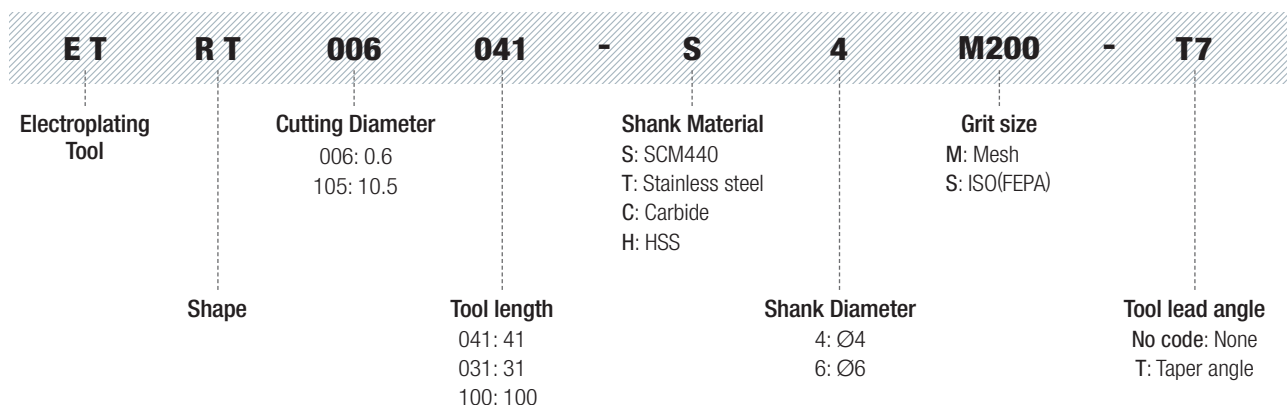 E T R T 006 041 - S 4 M200 - T7
Electroplating
Tool
Cutting Diameter
006: 0.6
105: 10.5
Shank Material
S: SCM440
T: Stainless steel
C: Carbide
H: HSS
Grit size
M: Mesh
S: ISO(FEPA)
Shape
Tool length
041: 41
031: 31
100: 100
Shank Diameter
4: Ø4
6: Ø6
Tool lead angle
No code: None
T: Taper angle